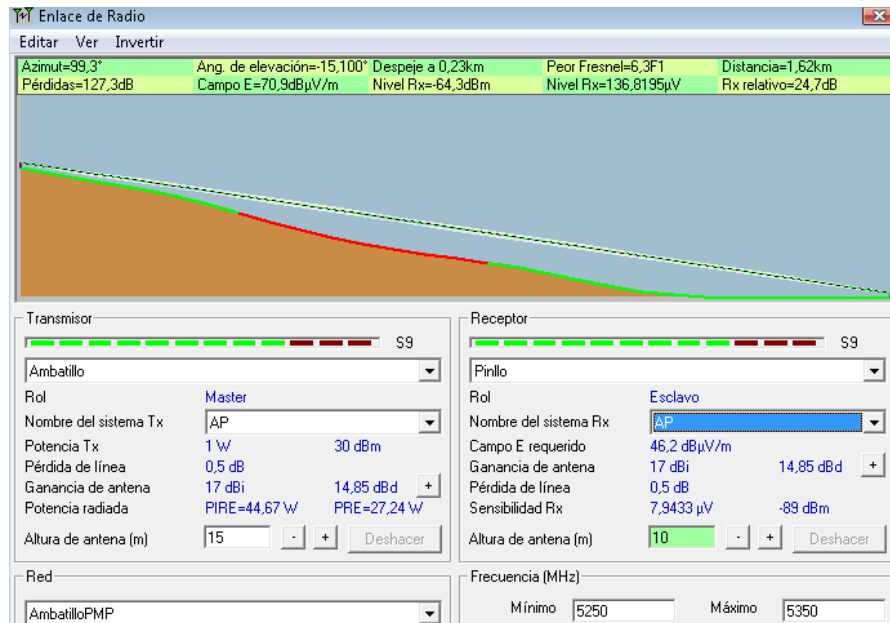 Enlace de Radio
Editar Ver Invertir
Azimut=99,3° Ang. de elevación=-15,100° Despeje a 0,23km Peor Fresnel=6,3F1 Distancia=1,62km
Pérdidas=127,3dB Campo E=70,9dBµV/m Nivel Rx=-64,3dBm Nivel Rx=136,8195µV Rx relativo=24,7dB
Transmisor
S9
Ambatillo
Rol Master
Nombre del sistema Tx AP
Potencia Tx 1 W 30 dBm
Pérdida de línea 0,5 dB
Ganancia de antena 17 dBi 14,85 dBd +
Potencia radiada PIRE=44,67 W PRE=27,24 W
Altura de antena (m) 15 - + Deshacer
Red
AmbatilloPMP
Receptor
S9
Pinllo
Rol Esclavo
Nombre del sistema Rx AP
Campo E requerido 46,2 dBµV/m
Ganancia de antena 17 dBi 14,85 dBd +
Pérdida de línea 0,5 dB
Sensibilidad Rx 7,9433 µV -89 dBm
Altura de antena (m) 10 - + Deshacer
Frecuencia (MHz)
Mínimo 5250 Máximo 5350